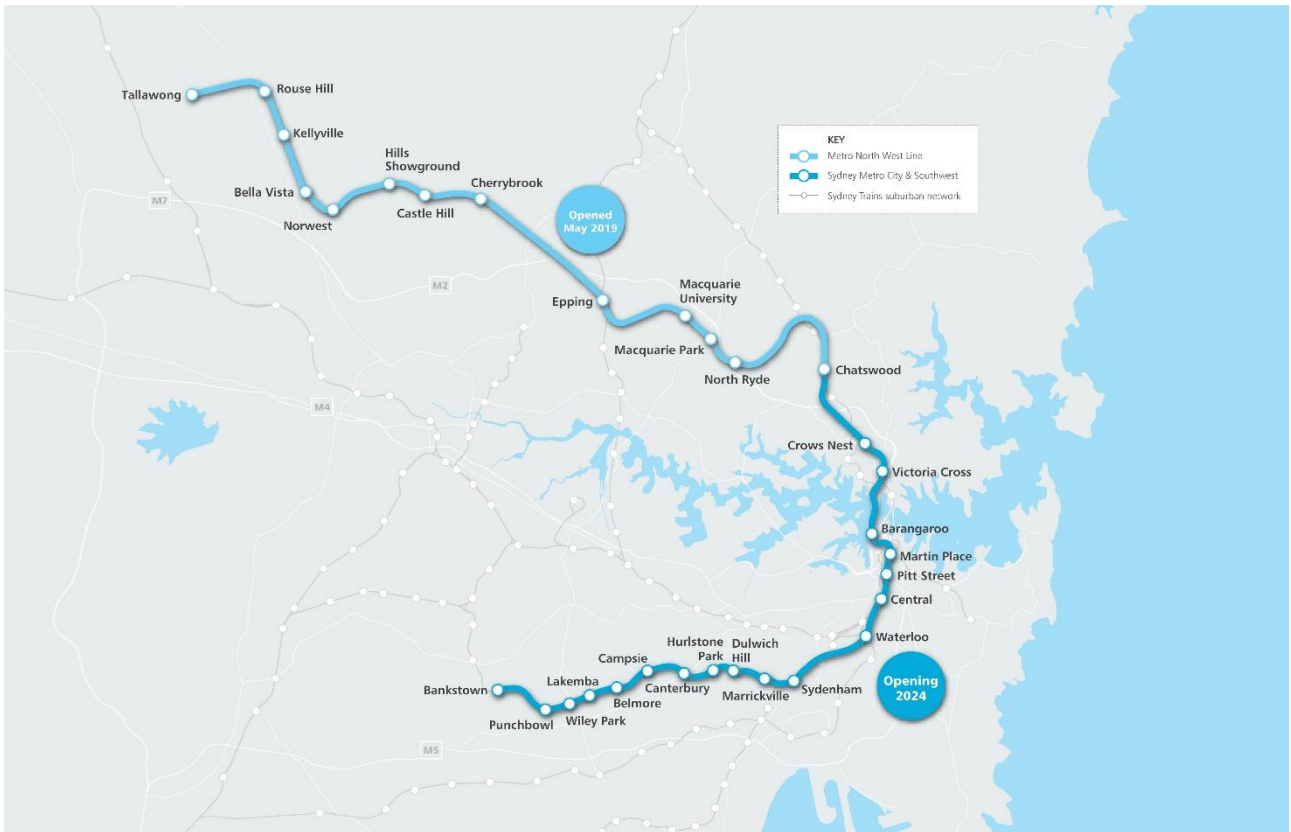 Tallawong
Rouse Hill
Kellyville
Bella Vista
Norwest
Hills
Showground
Castle Hill
Cherrybrook
Opened
May 2019
KEY
Metro North West Line
Sydney Metro City & Southwest
Sydney Trains suburban network
M7
M2
Epping
Macquarie
University
Macquarie Park
North Ryde
Chatswood
M4
Crows Nest
Victoria Cross
Barangaroo
Martin Place
Pitt Street
Central
Waterloo
Opening
2024
Sydenham
Marrickville
Dulwich
Hill
Hurlstone
Park
Canterbury
Campsie
Belmore
Lakemba
Wiley Park
Punchbowl
Bankstown
M5